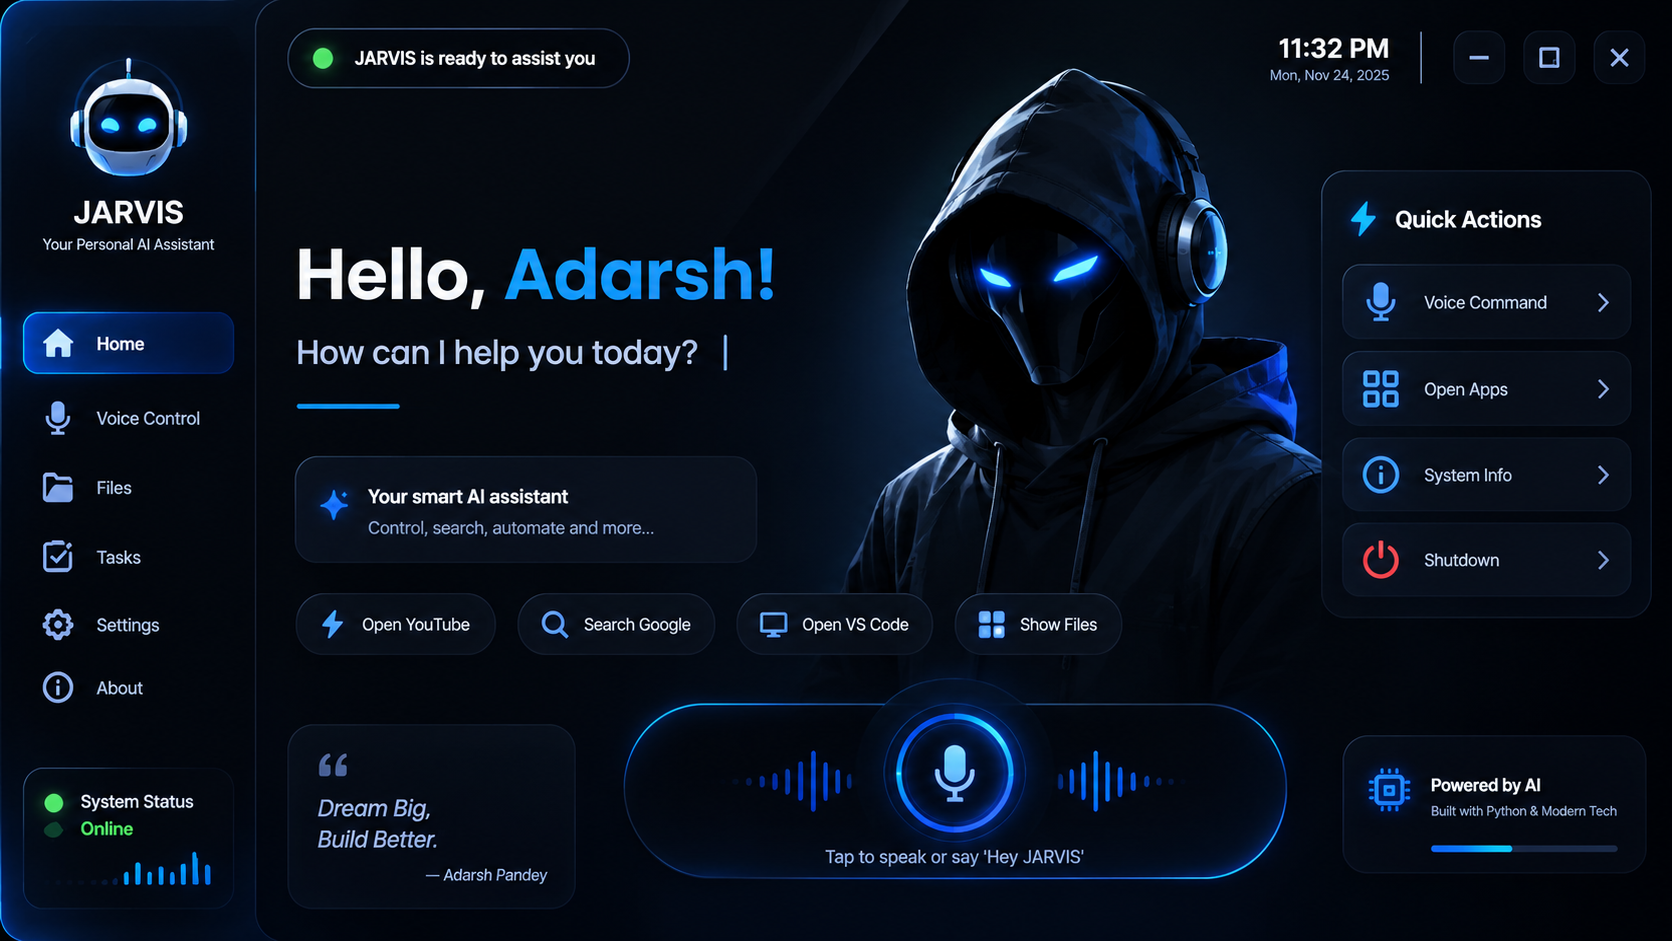 JARVIS
Your Personal AI Assistant
Home
Voice Control
Files
Tasks
Settings
About
System Status
Online
JARVIS is ready to assist you
11:32 PM
Mon, Nov 24, 2025
Hello, Adarsh!
How can I help you today?
Your smart AI assistant
Control, search, automate and more...
Open YouTube
Search Google
Open VS Code
Show Files
“
Dream Big,
Build Better.
— Adarsh Pandey
Tap to speak or say 'Hey JARVIS'
Quick Actions
Voice Command
Open Apps
System Info
Shutdown
Powered by AI
Built with Python & Modern Tech